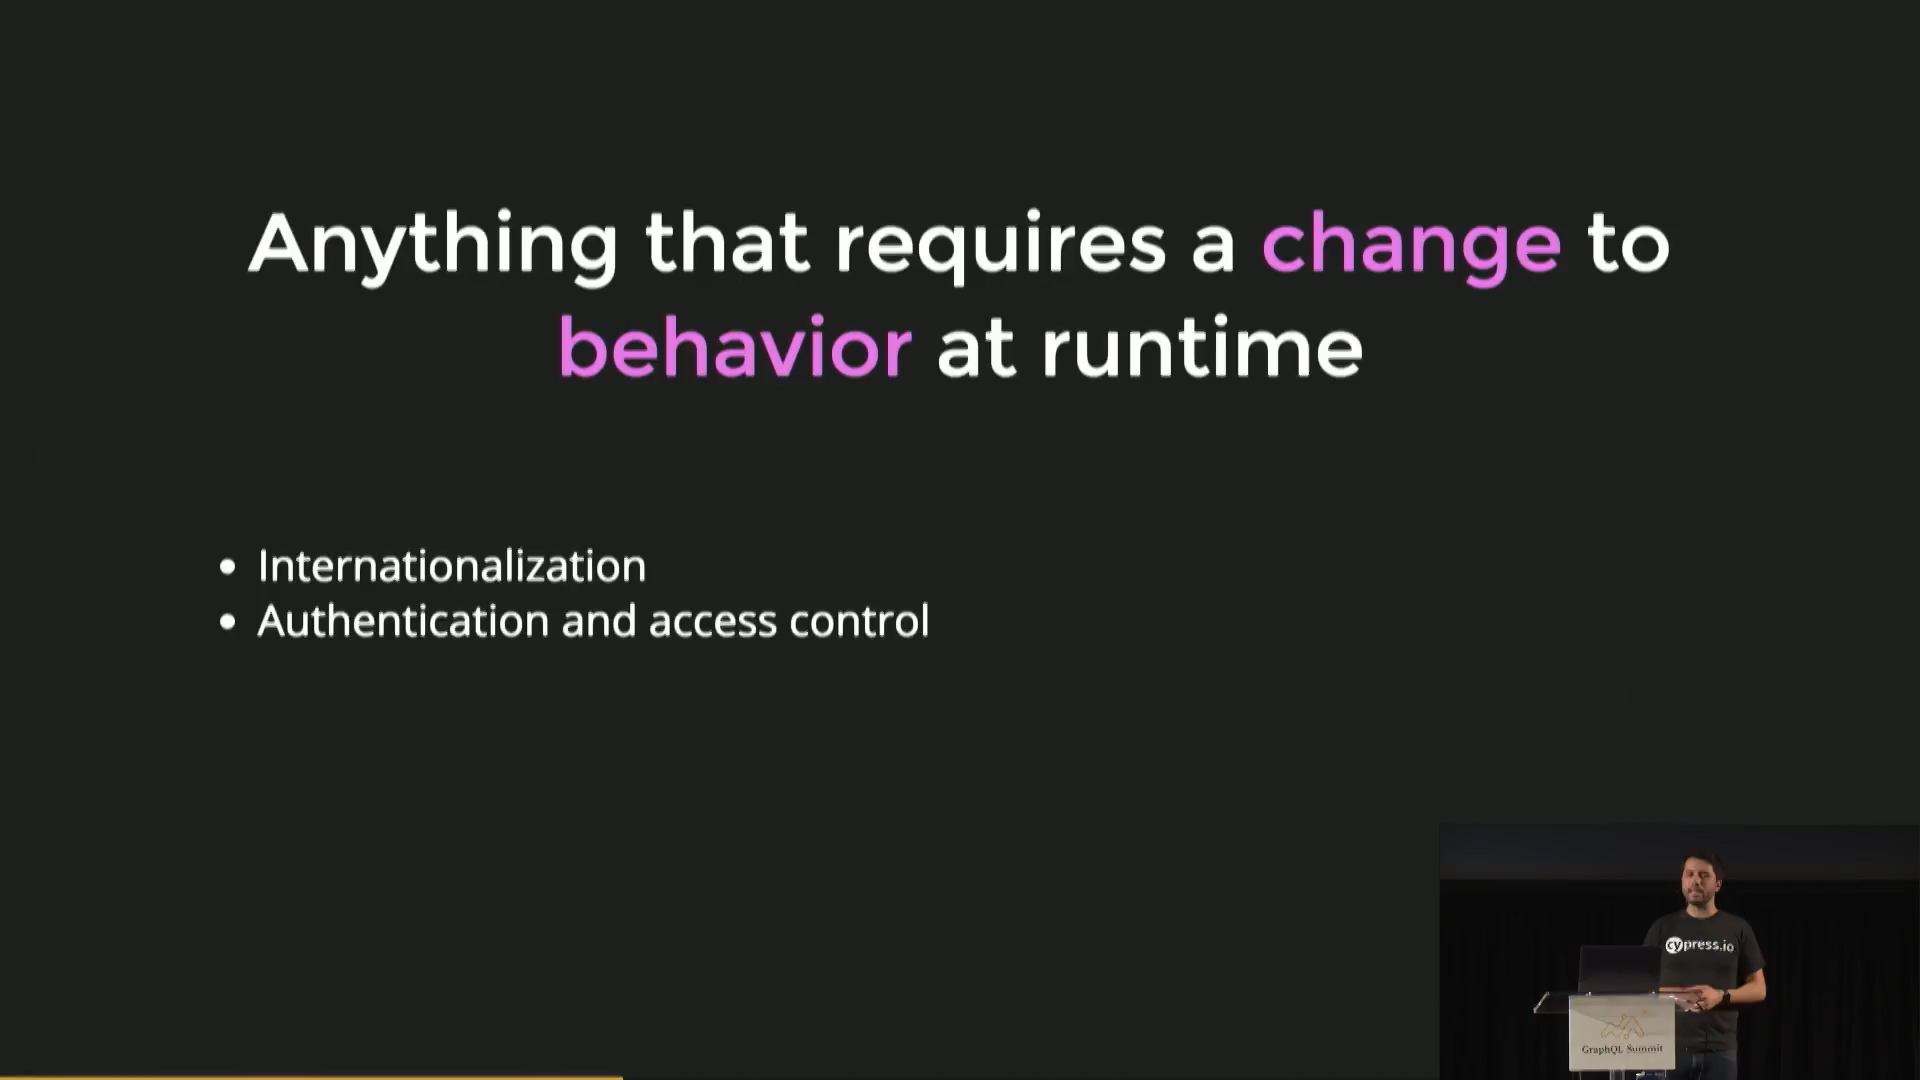 Anything that requires a change to
behavior at runtime
Internationalization
Authentication and access control
cypress.io
GraphQL Summit